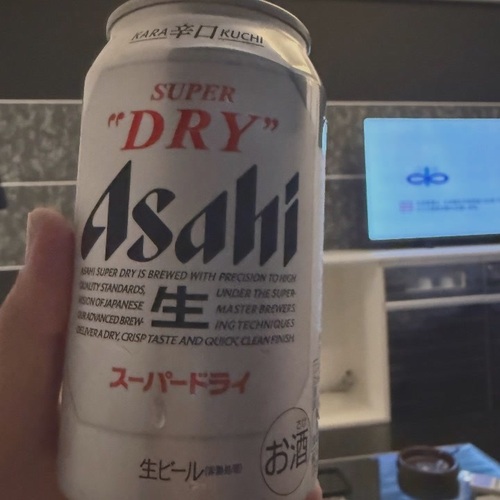 KARA 辛口 KUCHI
SUPER
"DRY"
Asahi
ASAHI SUPER DRY IS BREWED WITH PRECISION TO HIGH
QUALITY STANDARDS, UNDER THE SUPER-
VISION OF JAPANESE MASTER BREWERS.
OUR ADVANCED BREW- 生 ING TECHNIQUES
DELIVER A DRY, CRISP TASTE AND QUICK, CLEAN FINISH.
スーパードライ
生ビール
お酒